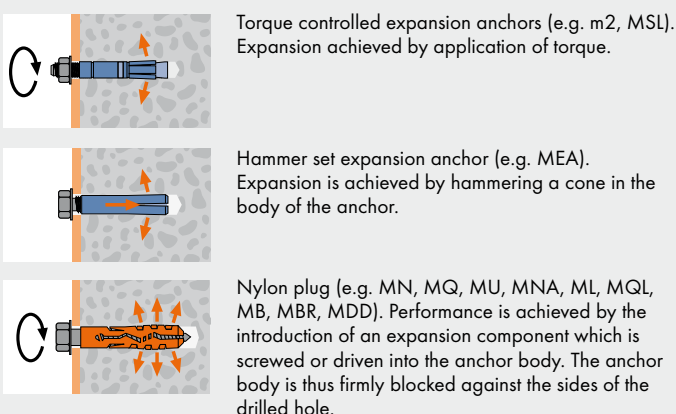 Torque controlled expansion anchors (e.g. m2, MSL).
Expansion achieved by application of torque.
Hammer set expansion anchor (e.g. MEA).
Expansion is achieved by hammering a cone in the
body of the anchor.
Nylon plug (e.g. MN, MQ, MU, MNA, ML, MQL,
MB, MBR, MDD). Performance is achieved by the
introduction of an expansion component which is
screwed or driven into the anchor body. The anchor
body is thus firmly blocked against the sides of the
drilled hole.